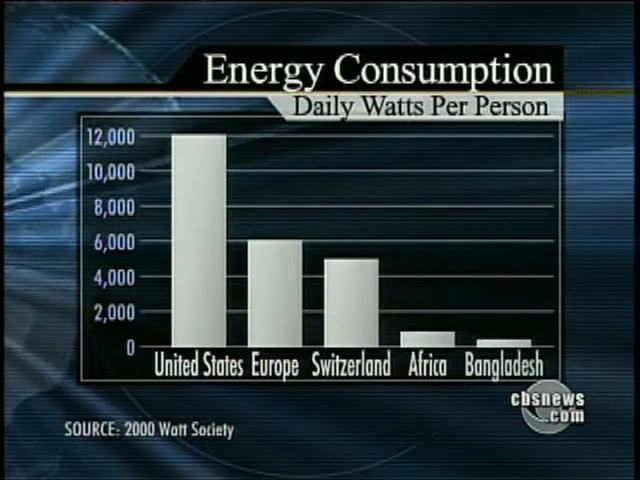 Energy Consumption
Daily Watts Per Person
12,000
10,000
8,000
6,000
4,000
2,000
0
United States Europe Switzerland Africa Bangladesh
cbsnews
.com
SOURCE: 2000 Watt Society